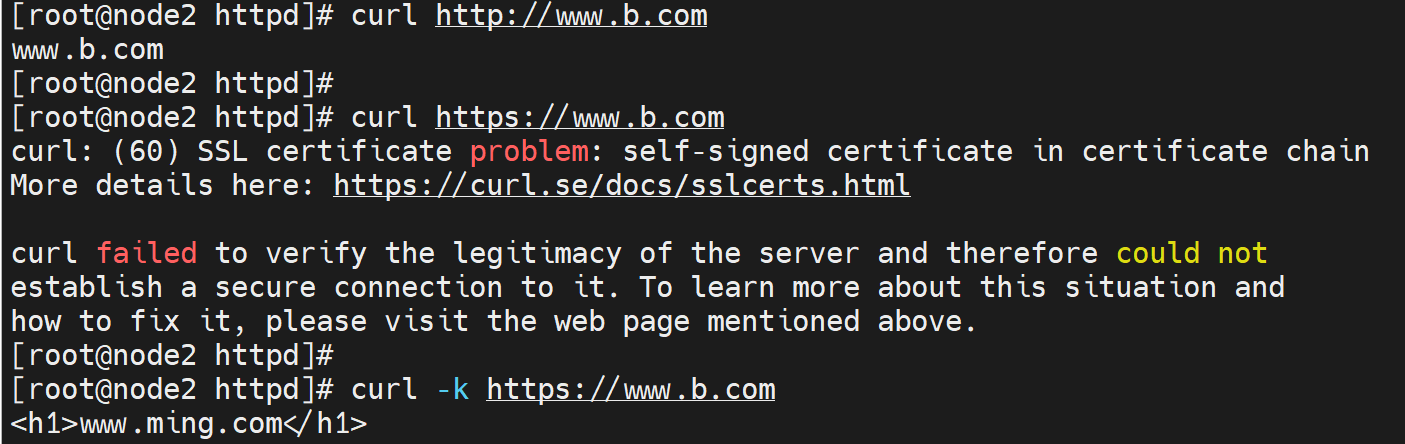 [root@node2 httpd]# curl http://www.b.com
www.b.com
[root@node2 httpd]#
[root@node2 httpd]# curl https://www.b.com
curl: (60) SSL certificate problem: self-signed certificate in certificate chain
More details here: https://curl.se/docs/sslcerts.html

curl failed to verify the legitimacy of the server and therefore could not
establish a secure connection to it. To learn more about this situation and
how to fix it, please visit the web page mentioned above.
[root@node2 httpd]#
[root@node2 httpd]# curl -k https://www.b.com
<h1>www.ming.com</h1>